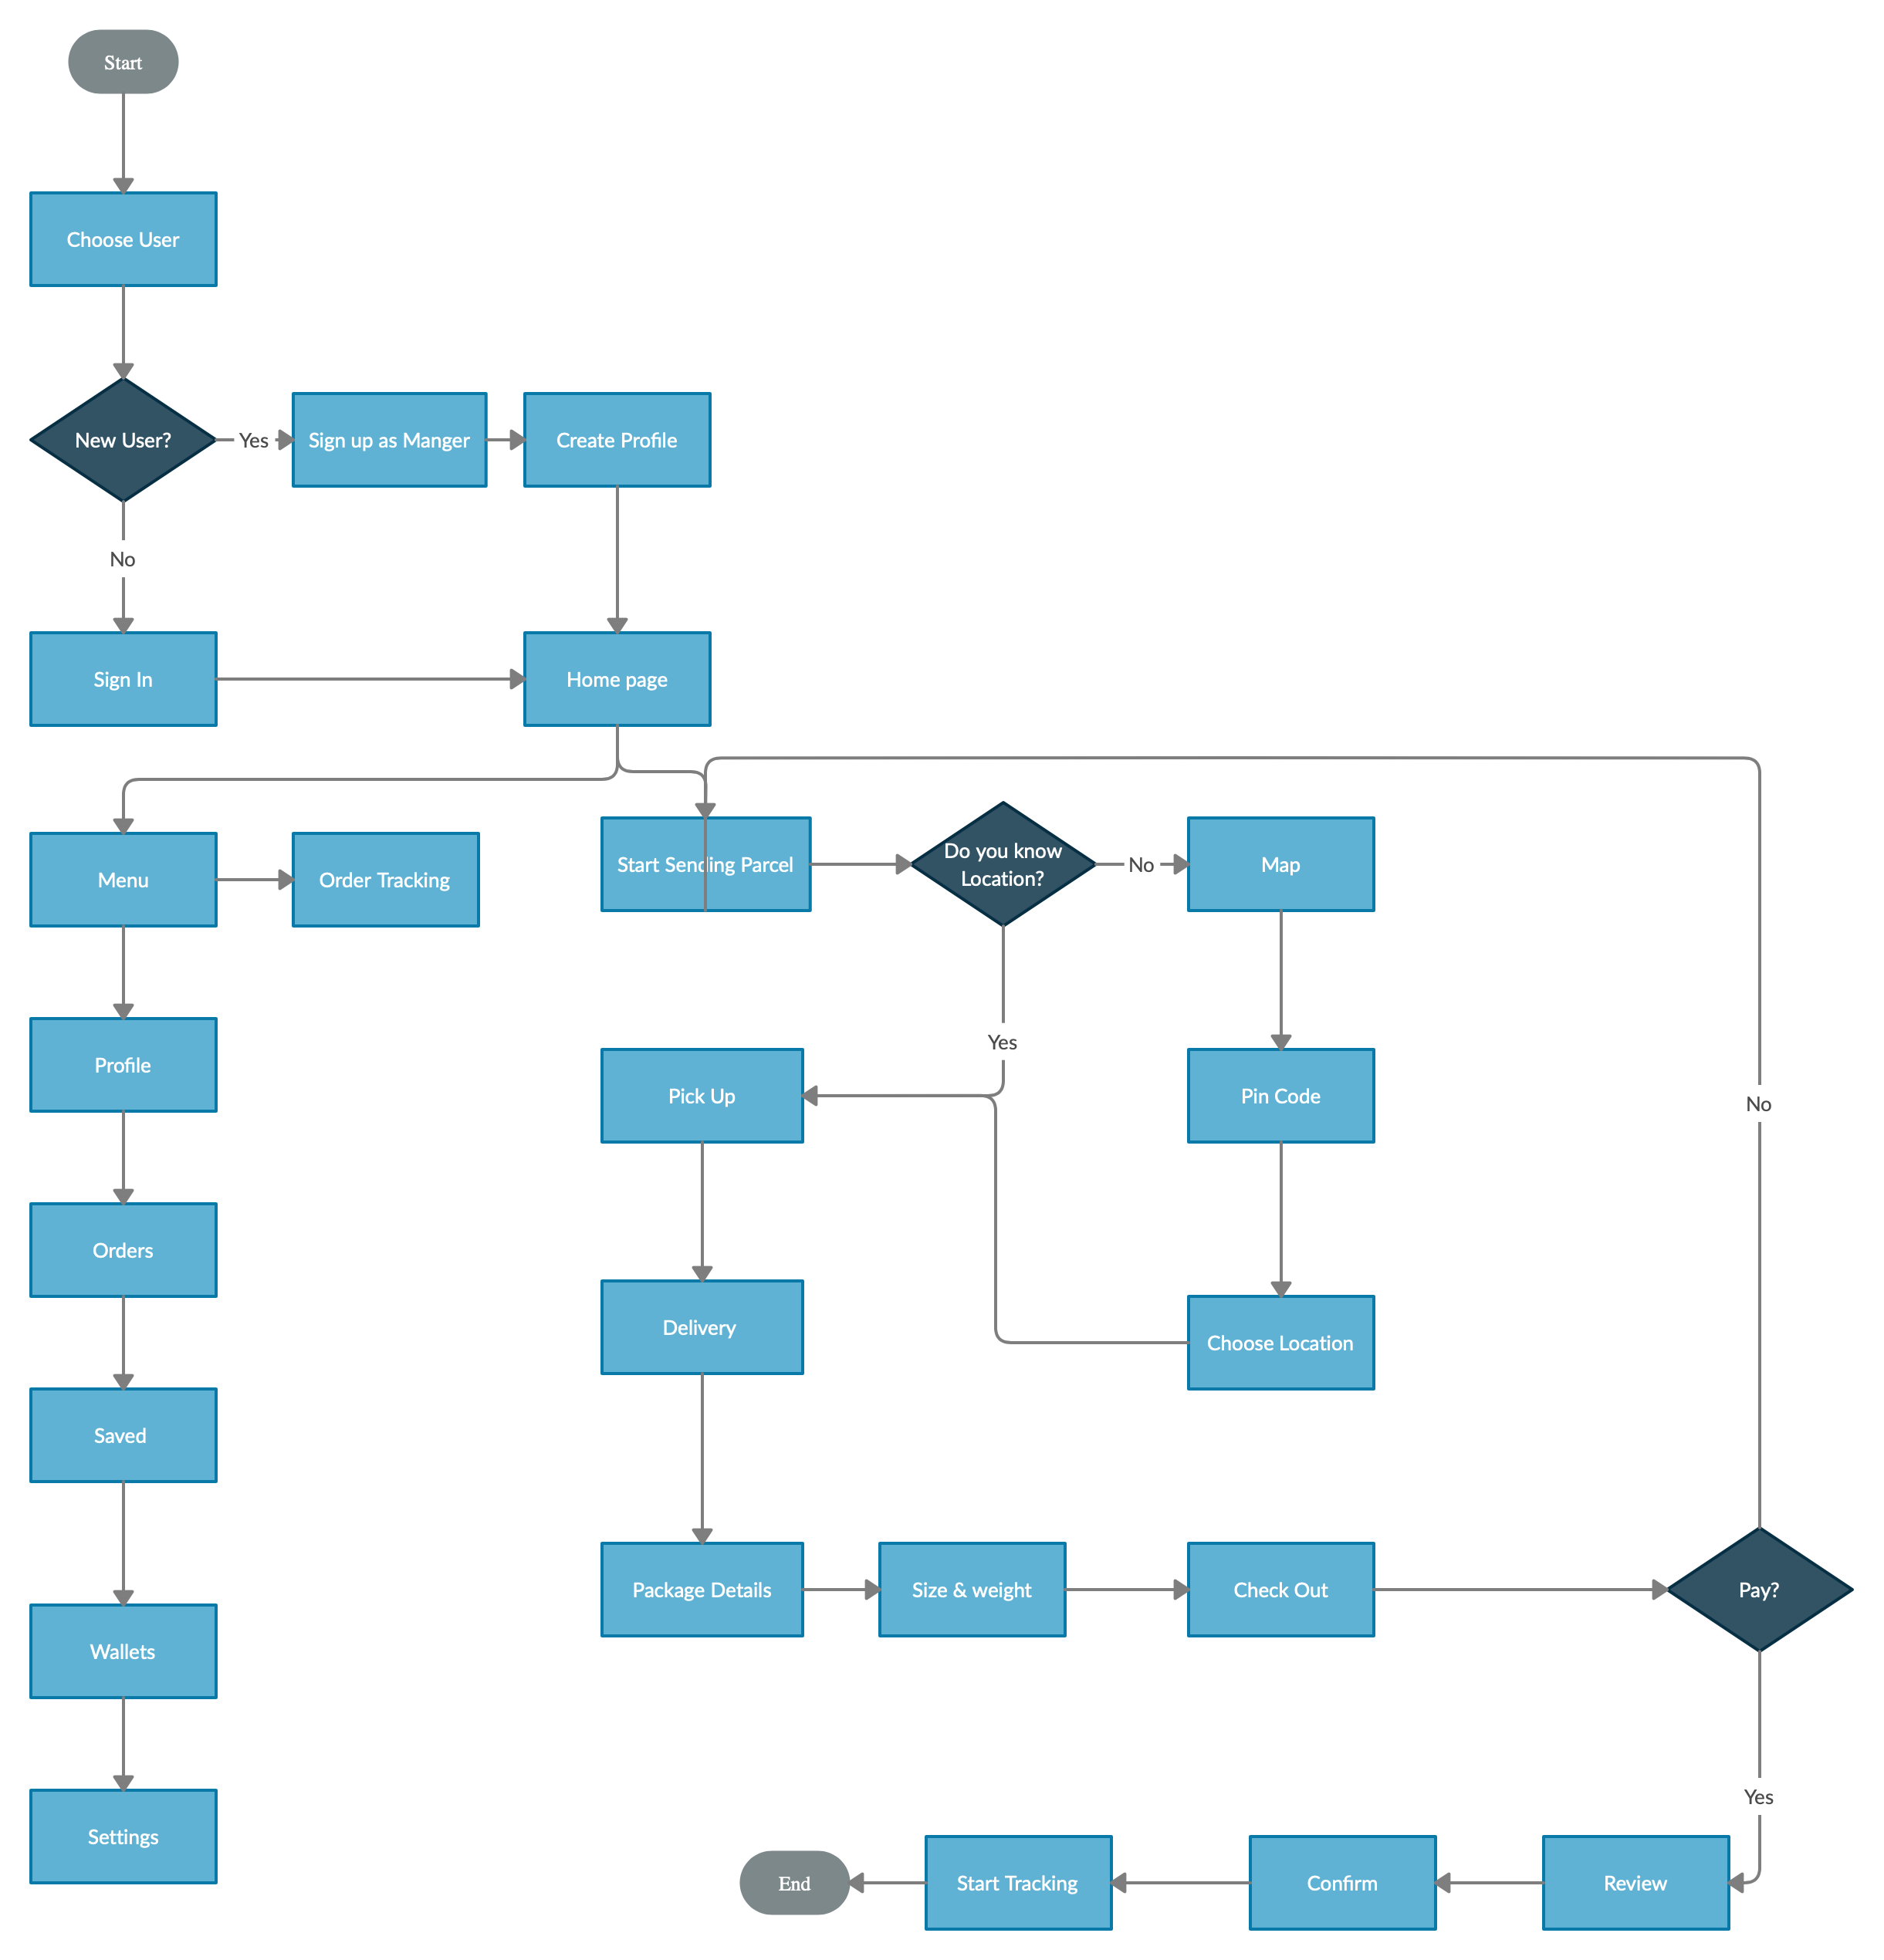 Start
Choose User
New User?
Yes
Sign up as Manger
Create Profile
No
Sign In
Home page
Menu
Order Tracking
Start Sending Parcel
Do you know
Location?
No
Map
Yes
Profile
Pick Up
Pin Code
No
Orders
Delivery
Choose Location
Saved
Package Details
Size & weight
Check Out
Pay?
Wallets
Yes
Settings
End
Start Tracking
Confirm
Review